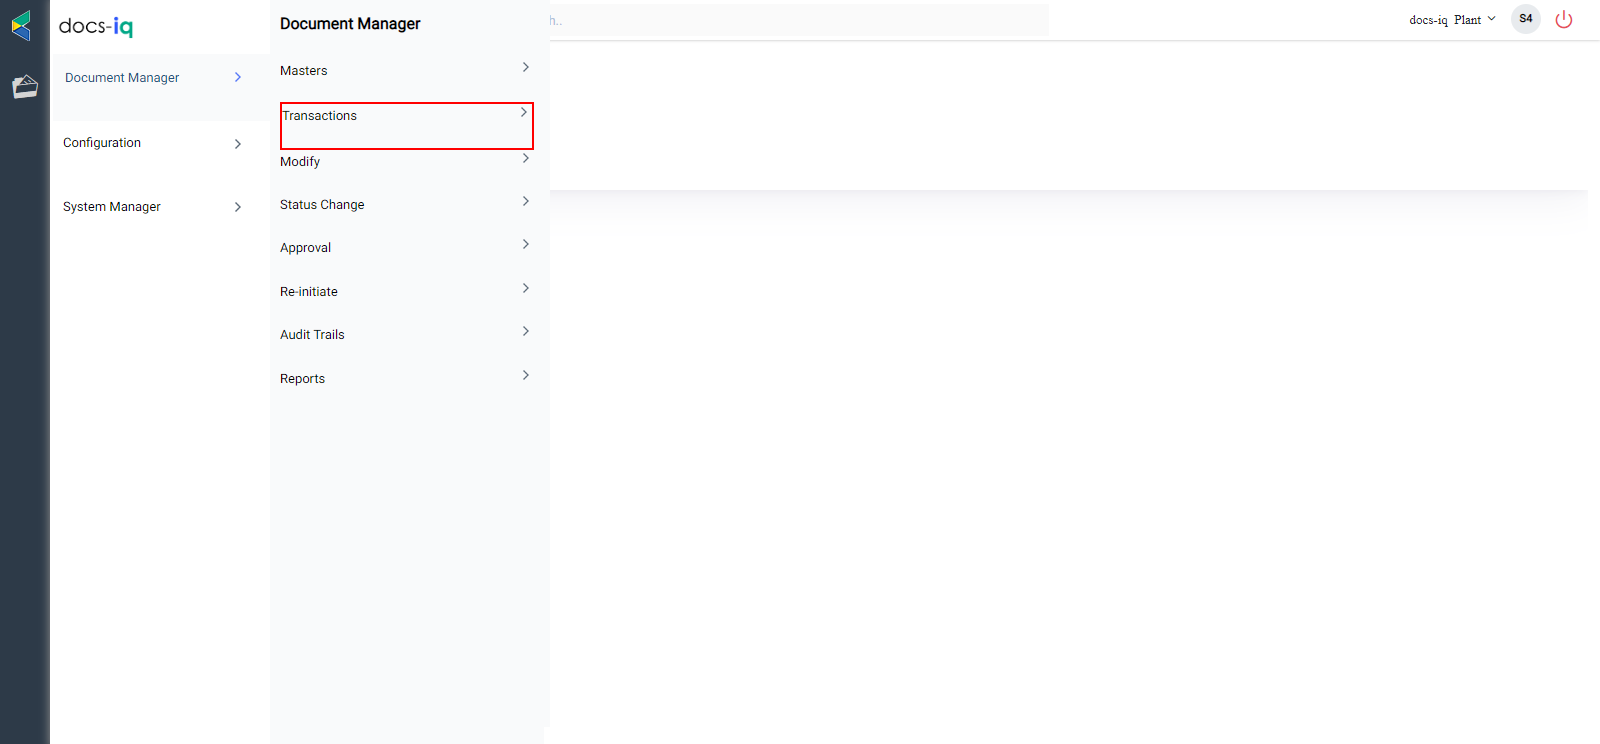 docs-iq
Document Manager
Configuration
System Manager
Document Manager
Masters
Transactions
Modify
Status Change
Approval
Re-initiate
Audit Trails
Reports
h..
docs-iq Plant
S4